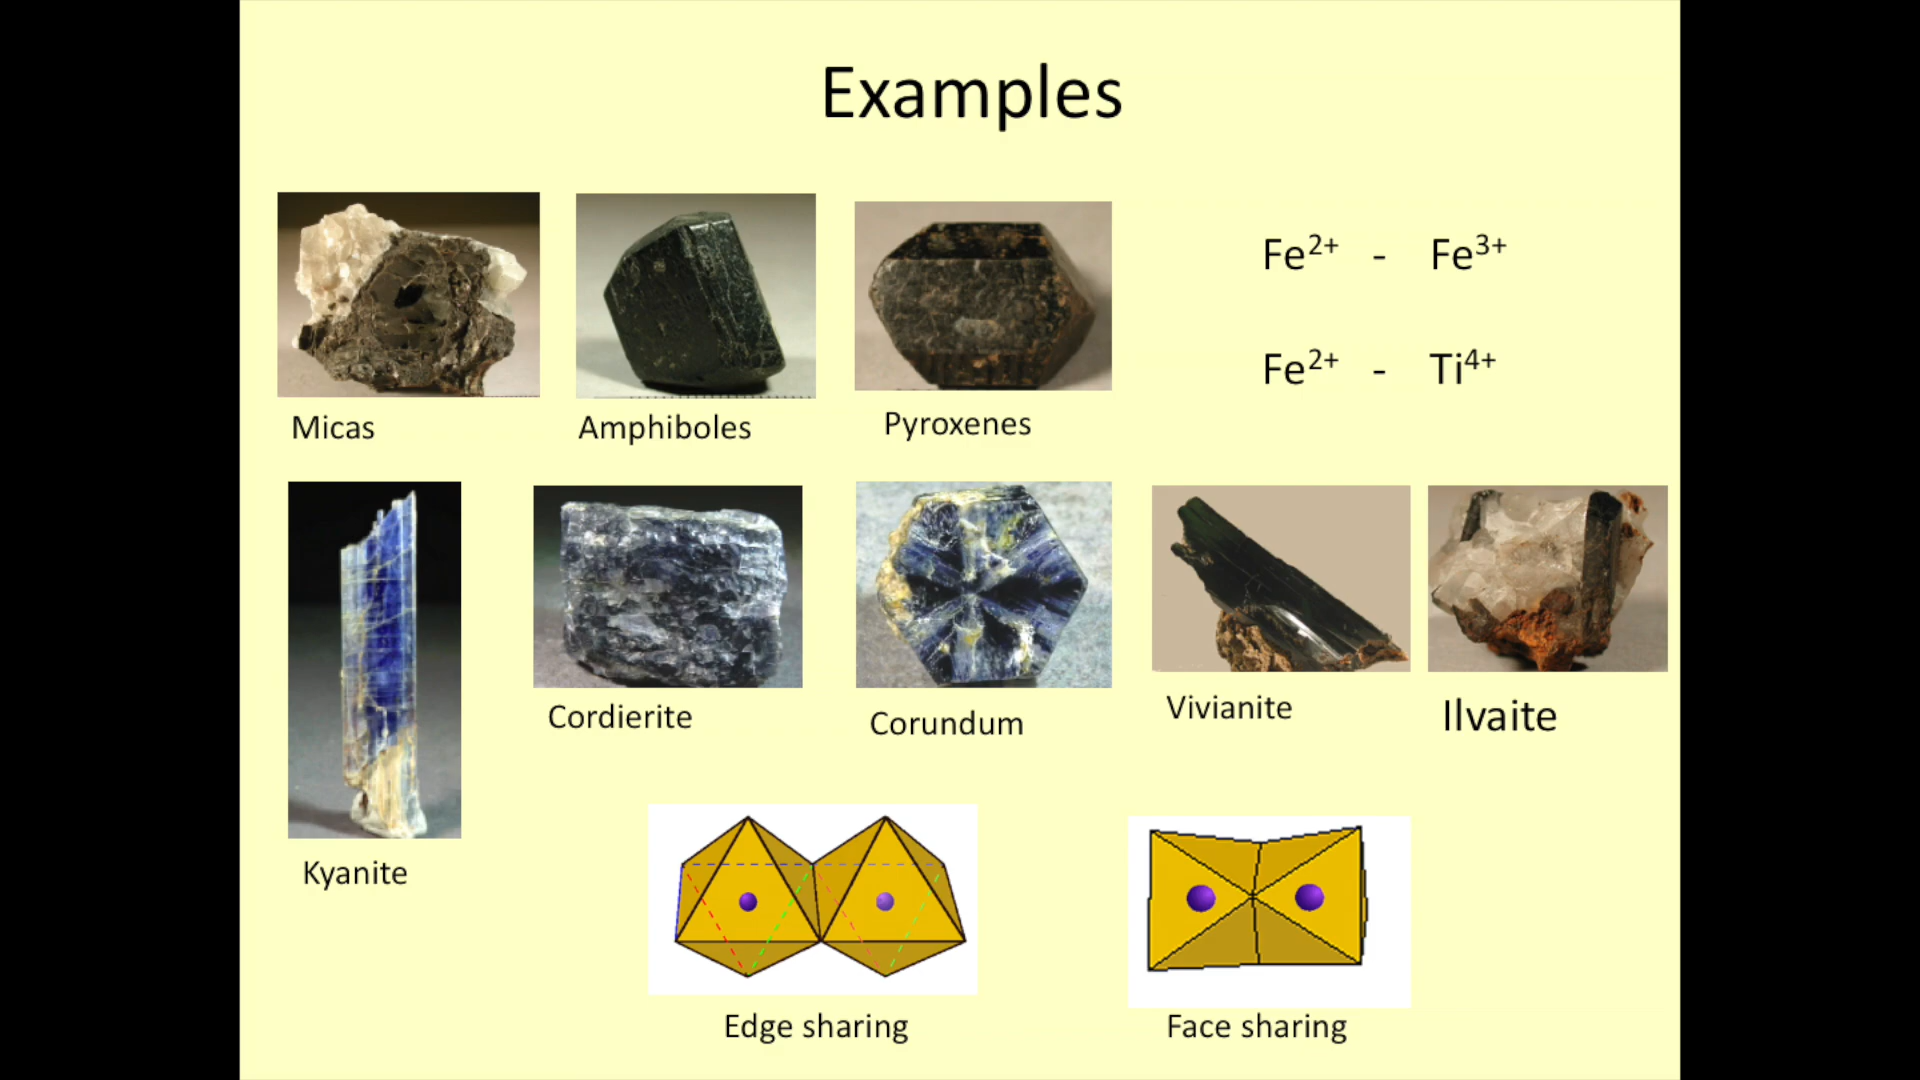 Examples
Fe²⁺ - Fe³⁺
Fe²⁺ - Ti⁴⁺
Micas
Amphiboles
Pyroxenes
Kyanite
Cordierite
Corundum
Vivianite
Ilvaite
Edge sharing
Face sharing